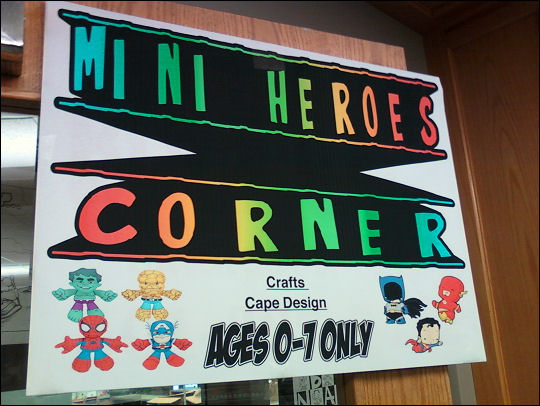 MINI HEROES
CORNER
Crafts
Cape Design
AGES 0-7 ONLY